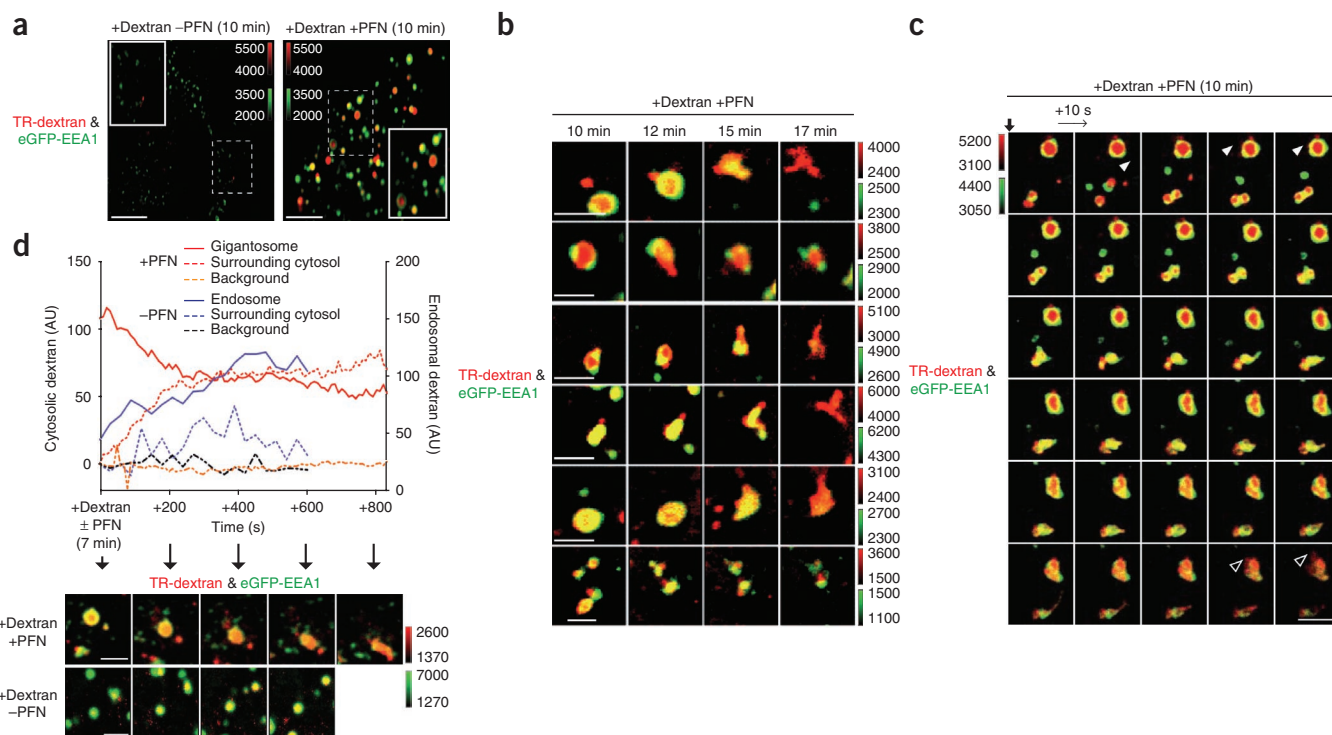 a
+Dextran –PFN (10 min)
+Dextran +PFN (10 min)
TR-dextran &
eGFP-EEA1
5500
4000
3500
2000
5500
4000
3500
2000
b
+Dextran +PFN
10 min 12 min 15 min 17 min
TR-dextran &
eGFP-EEA1
4000
2400
2500
2300
3800
2500
2900
2000
5100
3000
4900
2600
6000
4000
6200
4300
3100
2400
2700
2300
3600
1500
1500
1100
c
+Dextran +PFN (10 min)
+10 s
5200
3100
4400
3050
TR-dextran &
eGFP-EEA1
d
+PFN
Gigantosome
Surrounding cytosol
Background
–PFN
Endosome
Surrounding cytosol
Background
Cytosolic dextran (AU)
150
100
50
0
Endosomal dextran (AU)
200
150
100
50
0
+Dextran
± PFN
(7 min)
+200 +400 +600 +800
Time (s)
TR-dextran & eGFP-EEA1
+Dextran
+PFN
2600
1370
+Dextran
–PFN
7000
1270